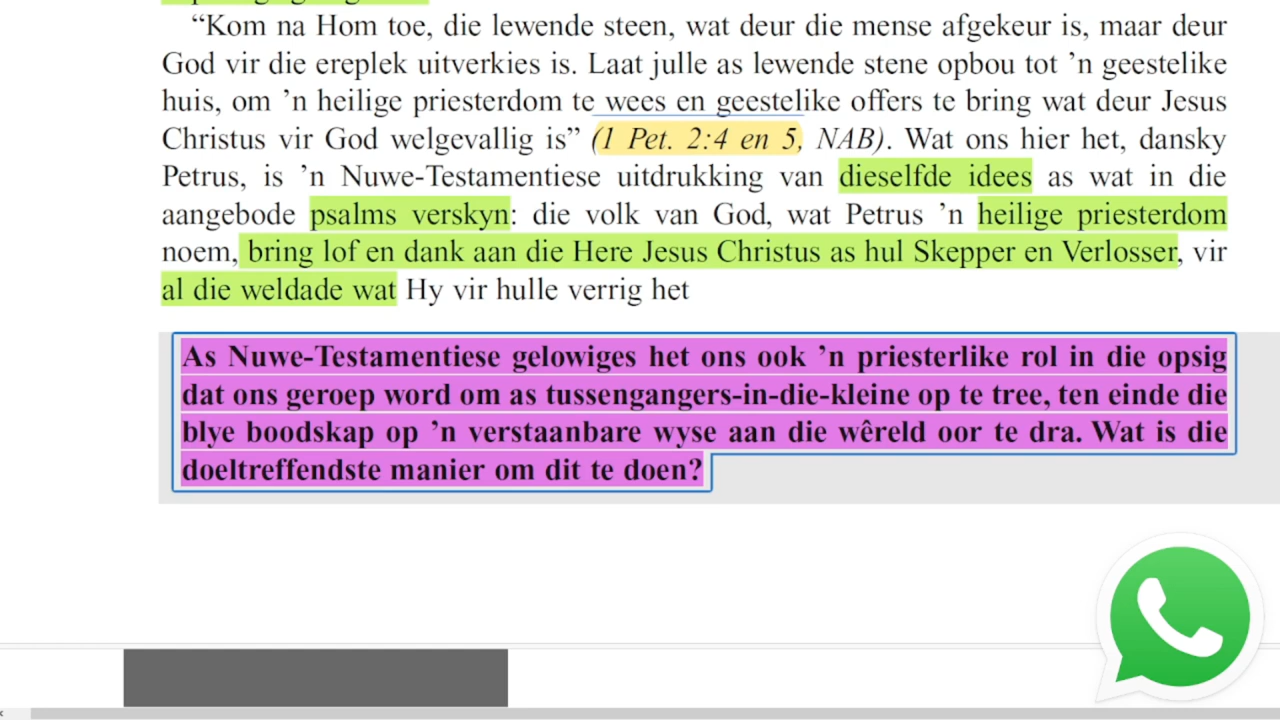 “Kom na Hom toe, die lewende steen, wat deur die mense afgekeur is, maar deur
God vir die ereplek uitverkies is. Laat julle as lewende stene opbou tot ’n geestelike
huis, om ’n heilige priesterdom te wees en geestelike offers te bring wat deur Jesus
Christus vir God welgevallig is” (1 Pet. 2:4 en 5, NAB). Wat ons hier het, dansky
Petrus, is ’n Nuwe-Testamentiese uitdrukking van dieselfde idees as wat in die
aangebode psalms verskyn: die volk van God, wat Petrus ’n heilige priesterdom
noem, bring lof en dank aan die Here Jesus Christus as hul Skepper en Verlosser, vir
al die weldade wat Hy vir hulle verrig het
As Nuwe-Testamentiese gelowiges het ons ook ’n priesterlike rol in die opsig
dat ons geroep word om as tussengangers-in-die-kleine op te tree, ten einde die
blye boodskap op ’n verstaanbare wyse aan die wêreld oor te dra. Wat is die
doeltreffendste manier om dit te doen?